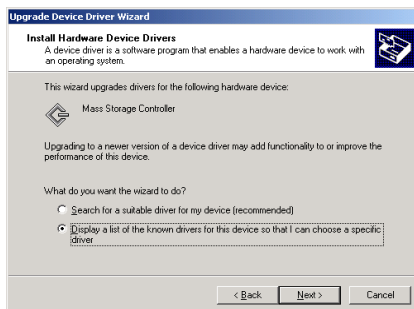 Upgrade Device Driver Wizard
Install Hardware Device Drivers
A device driver is a software program that enables a hardware device to work with
an operating system.
This wizard upgrades drivers for the following hardware device:
Mass Storage Controller
Upgrading to a newer version of a device driver may add functionality to or improve the
performance of this device.
What do you want the wizard to do?
Search for a suitable driver for my device (recommended)
Display a list of the known drivers for this device so that I can choose a specific
driver
< Back Next > Cancel